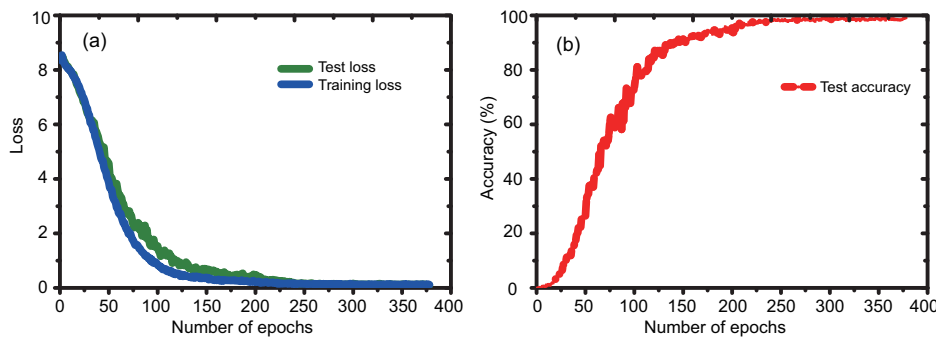 (a)
Loss
10
8
6
4
2
0
Test loss
Training loss
0 50 100 150 200 250 300 350 400
Number of epochs
(b)
Accuracy (%)
100
80
60
40
20
0
Test accuracy
0 50 100 150 200 250 300 350 400
Number of epochs